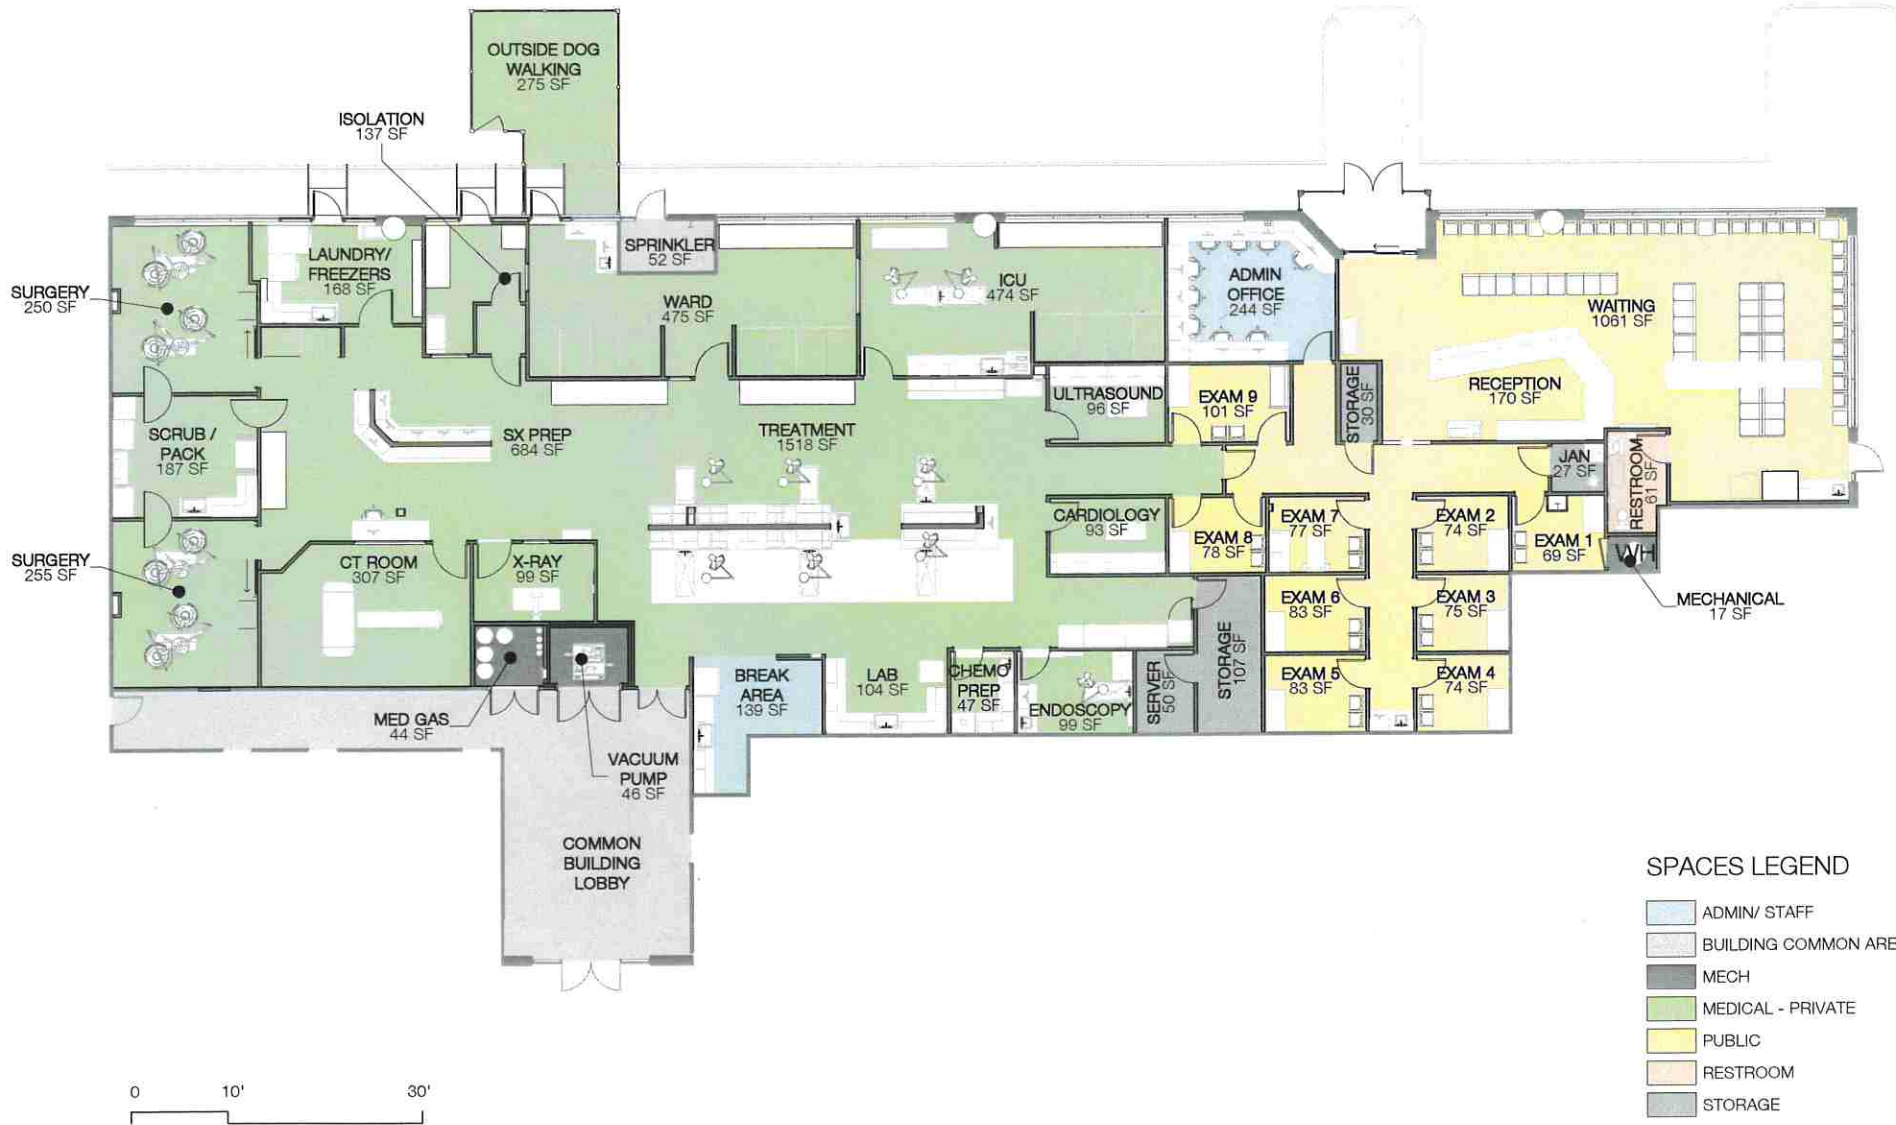 OUTSIDE DOG
WALKING
275 SF
ISOLATION
137 SF
SURGERY
250 SF
LAUNDRY/
FREEZERS
168 SF
SPRINKLER
52 SF
WARD
475 SF
ICU
474 SF
ADMIN
OFFICE
244 SF
WAITING
1061 SF
RECEPTION
170 SF
STORAGE
30 SF
ULTRASOUND
96 SF
EXAM 9
101 SF
SCRUB /
PACK
187 SF
SX PREP
684 SF
TREATMENT
1518 SF
JAN
27 SF
RESTROOM
61 SF
CARDIOLOGY
93 SF
EXAM 8
78 SF
EXAM 7
77 SF
EXAM 2
74 SF
EXAM 1
69 SF
WH
MECHANICAL
17 SF
SURGERY
255 SF
CT ROOM
307 SF
X-RAY
99 SF
EXAM 6
83 SF
EXAM 3
75 SF
STORAGE
107 SF
SERVER
50 SF
EXAM 5
83 SF
EXAM 4
74 SF
BREAK
AREA
139 SF
LAB
104 SF
CHEMO
PREP
47 SF
ENDOSCOPY
99 SF
MED GAS
44 SF
VACUUM
PUMP
46 SF
COMMON
BUILDING
LOBBY
SPACES LEGEND
ADMIN/ STAFF
BUILDING COMMON ARE
MECH
MEDICAL - PRIVATE
PUBLIC
RESTROOM
STORAGE
0 10' 30'